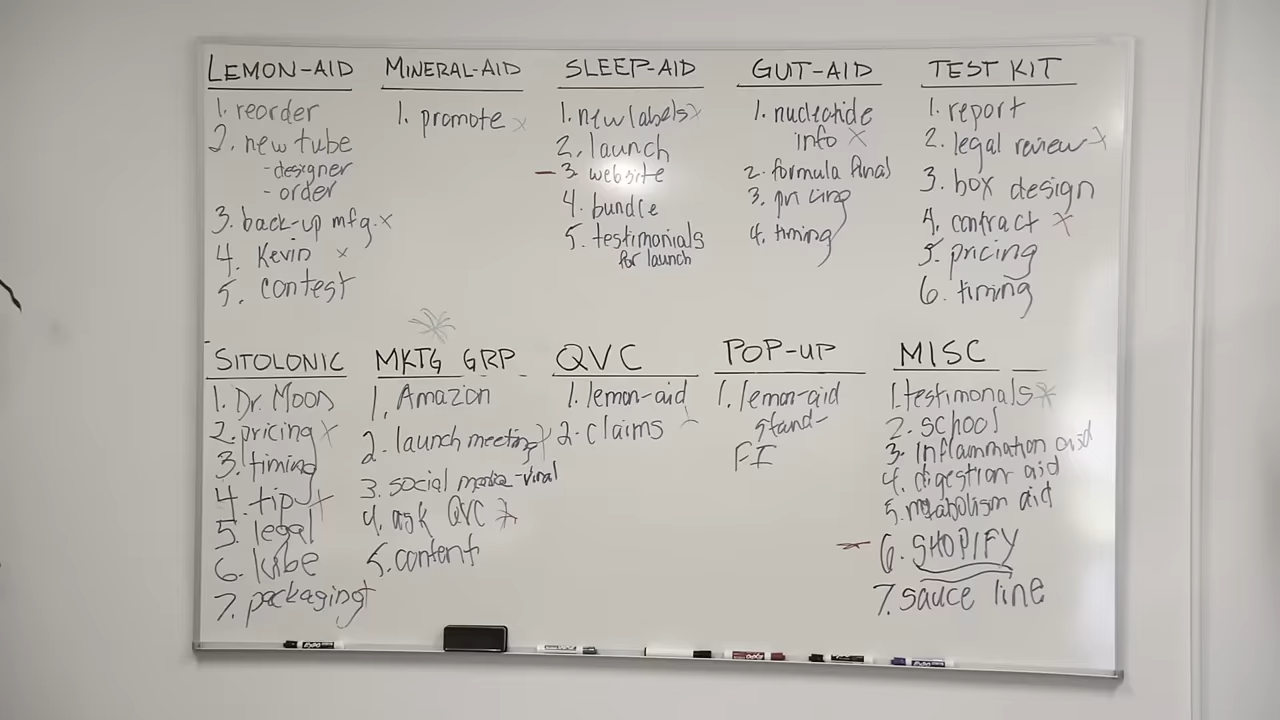 LEMON-AID
1. reorder
2. new tube
- designer
- order
3. back-up mfg. x
4. Kevin x
5. contest
MINERAL-AID
1. promote x
SLEEP-AID
1. new labels x
2. launch
- 3. website
4. bundle
5. testimonials
for launch
GUT-AID
1. nucleotide
info x
2. formula final
3. pricing
4. timing
TEST KIT
1. report
2. legal review x
3. box design
4. contract x
5. pricing
6. timing
SITOLONIC
1. Dr. Moon
2. pricing x
3. timing
4. tip x
5. legal
6. kube
7. packaging
MKTG GRP
1. Amazon
2. launch meeting x
3. social media - viral
4. ask QVC x
5. content
QVC
1. lemon-aid
2. claims
POP-UP
1. lemon-aid
stand-
FI
MISC
1. testimonals x
2. school
3. inflammation aid
4. digestion aid
5. metabolism aid
6. SHOPIFY
7. sauce line
EXPO